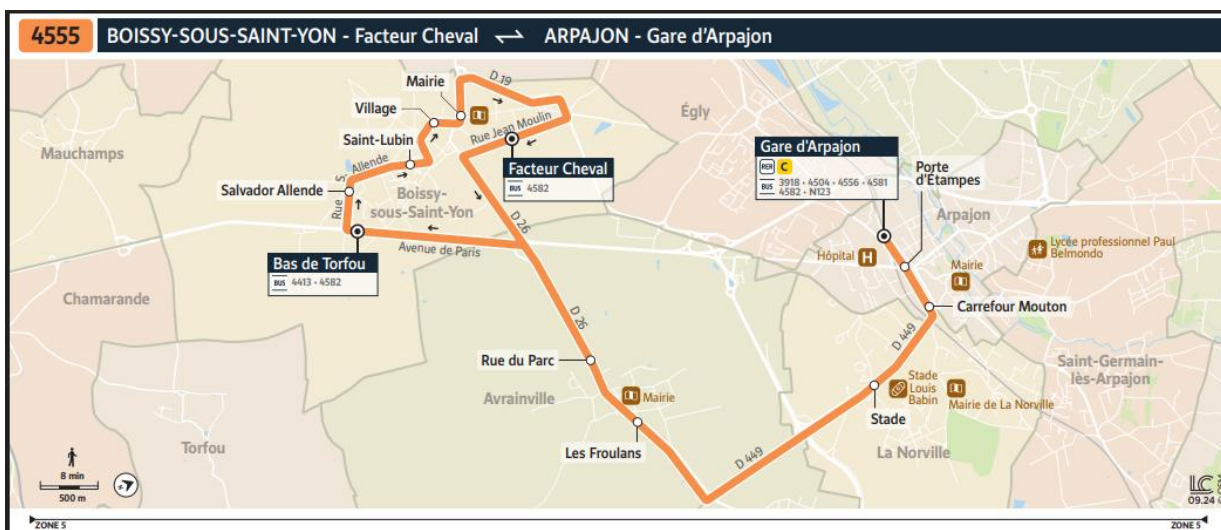 4555 BOISSY-SOUS-SAINT-YON - Facteur Cheval ⇌ ARPAJON - Gare d'Arpajon
Mairie
D 19
Village
Rue Jean Moulin
Saint-Lubin
Mauchamps
Rue S. Allende
Salvador Allende
Boissy-
sous-Saint-Yon
Facteur Cheval
BUS 4582
D 26
Avenue de Paris
Bas de Torfou
BUS 4413 • 4582
Chamarande
Égly
Gare d'Arpajon
RER C
BUS 3918 • 4504 • 4556 • 4581
4582 • N123
Porte
d'Étampes
Arpajon
Hôpital H
Lycée professionnel Paul
Belmondo
Mairie
Carrefour Mouton
D 26
D 449
Saint-Germain-
lès-Arpajon
Rue du Parc
Avrainville
Mairie
Stade
Louis
Babin
Mairie de La Norville
Stade
Les Froulans
La Norville
D 449
Torfou
8 min
500 m
LC
09.24
ZONE 5
ZONE 5